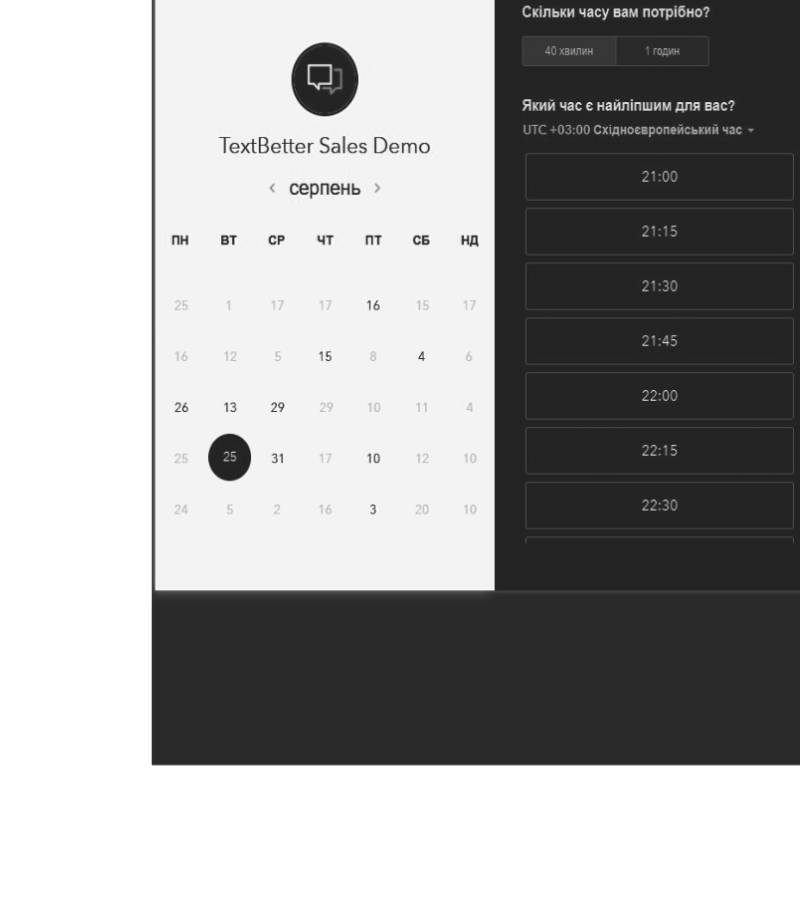 TextBetter Sales Demo
‹ серпень ›
ПН ВТ СР ЧТ ПТ СБ НД
25 1 17 17 16 15 17
16 12 5 15 8 4 6
26 13 29 29 10 11 4
25 25 31 17 10 12 10
24 5 2 16 3 20 10
Скільки часу вам потрібно?
40 хвилин 1 годин
Який час є найліпшим для вас?
UTC +03:00 Східноєвропейський час
21:00
21:15
21:30
21:45
22:00
22:15
22:30